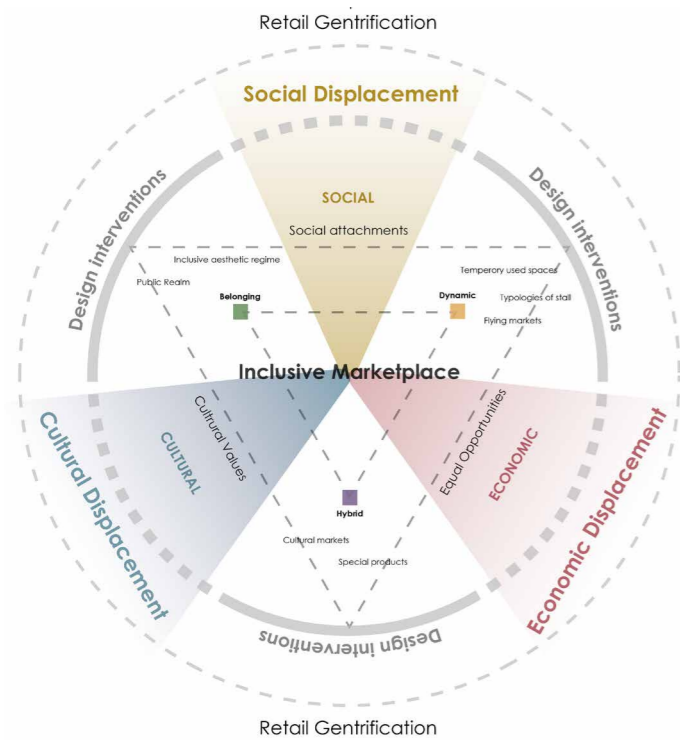 Retail Gentrification
Social Displacement
Design interventions
Design interventions
SOCIAL
Social attachments
Inclusive aesthetic regime
Temperory used spaces
Public Realm
Belonging
Dynamic
Typologies of stall
Flying markets
Inclusive Marketplace
Cultrural Values
Equal Opportunities
CULTURAL
ECONOMIC
Cultural Displacement
Economic Displacement
Hybrid
Cultural markets
Special products
Design interventions
Retail Gentrification